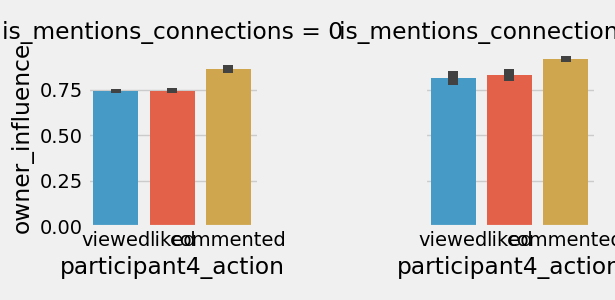 is_mentions_connections = 0
is_mentions_connection
owner_influence
0.75
0.50
0.25
0.00
viewed liked commented
viewed liked commented
participant4_action
participant4_action